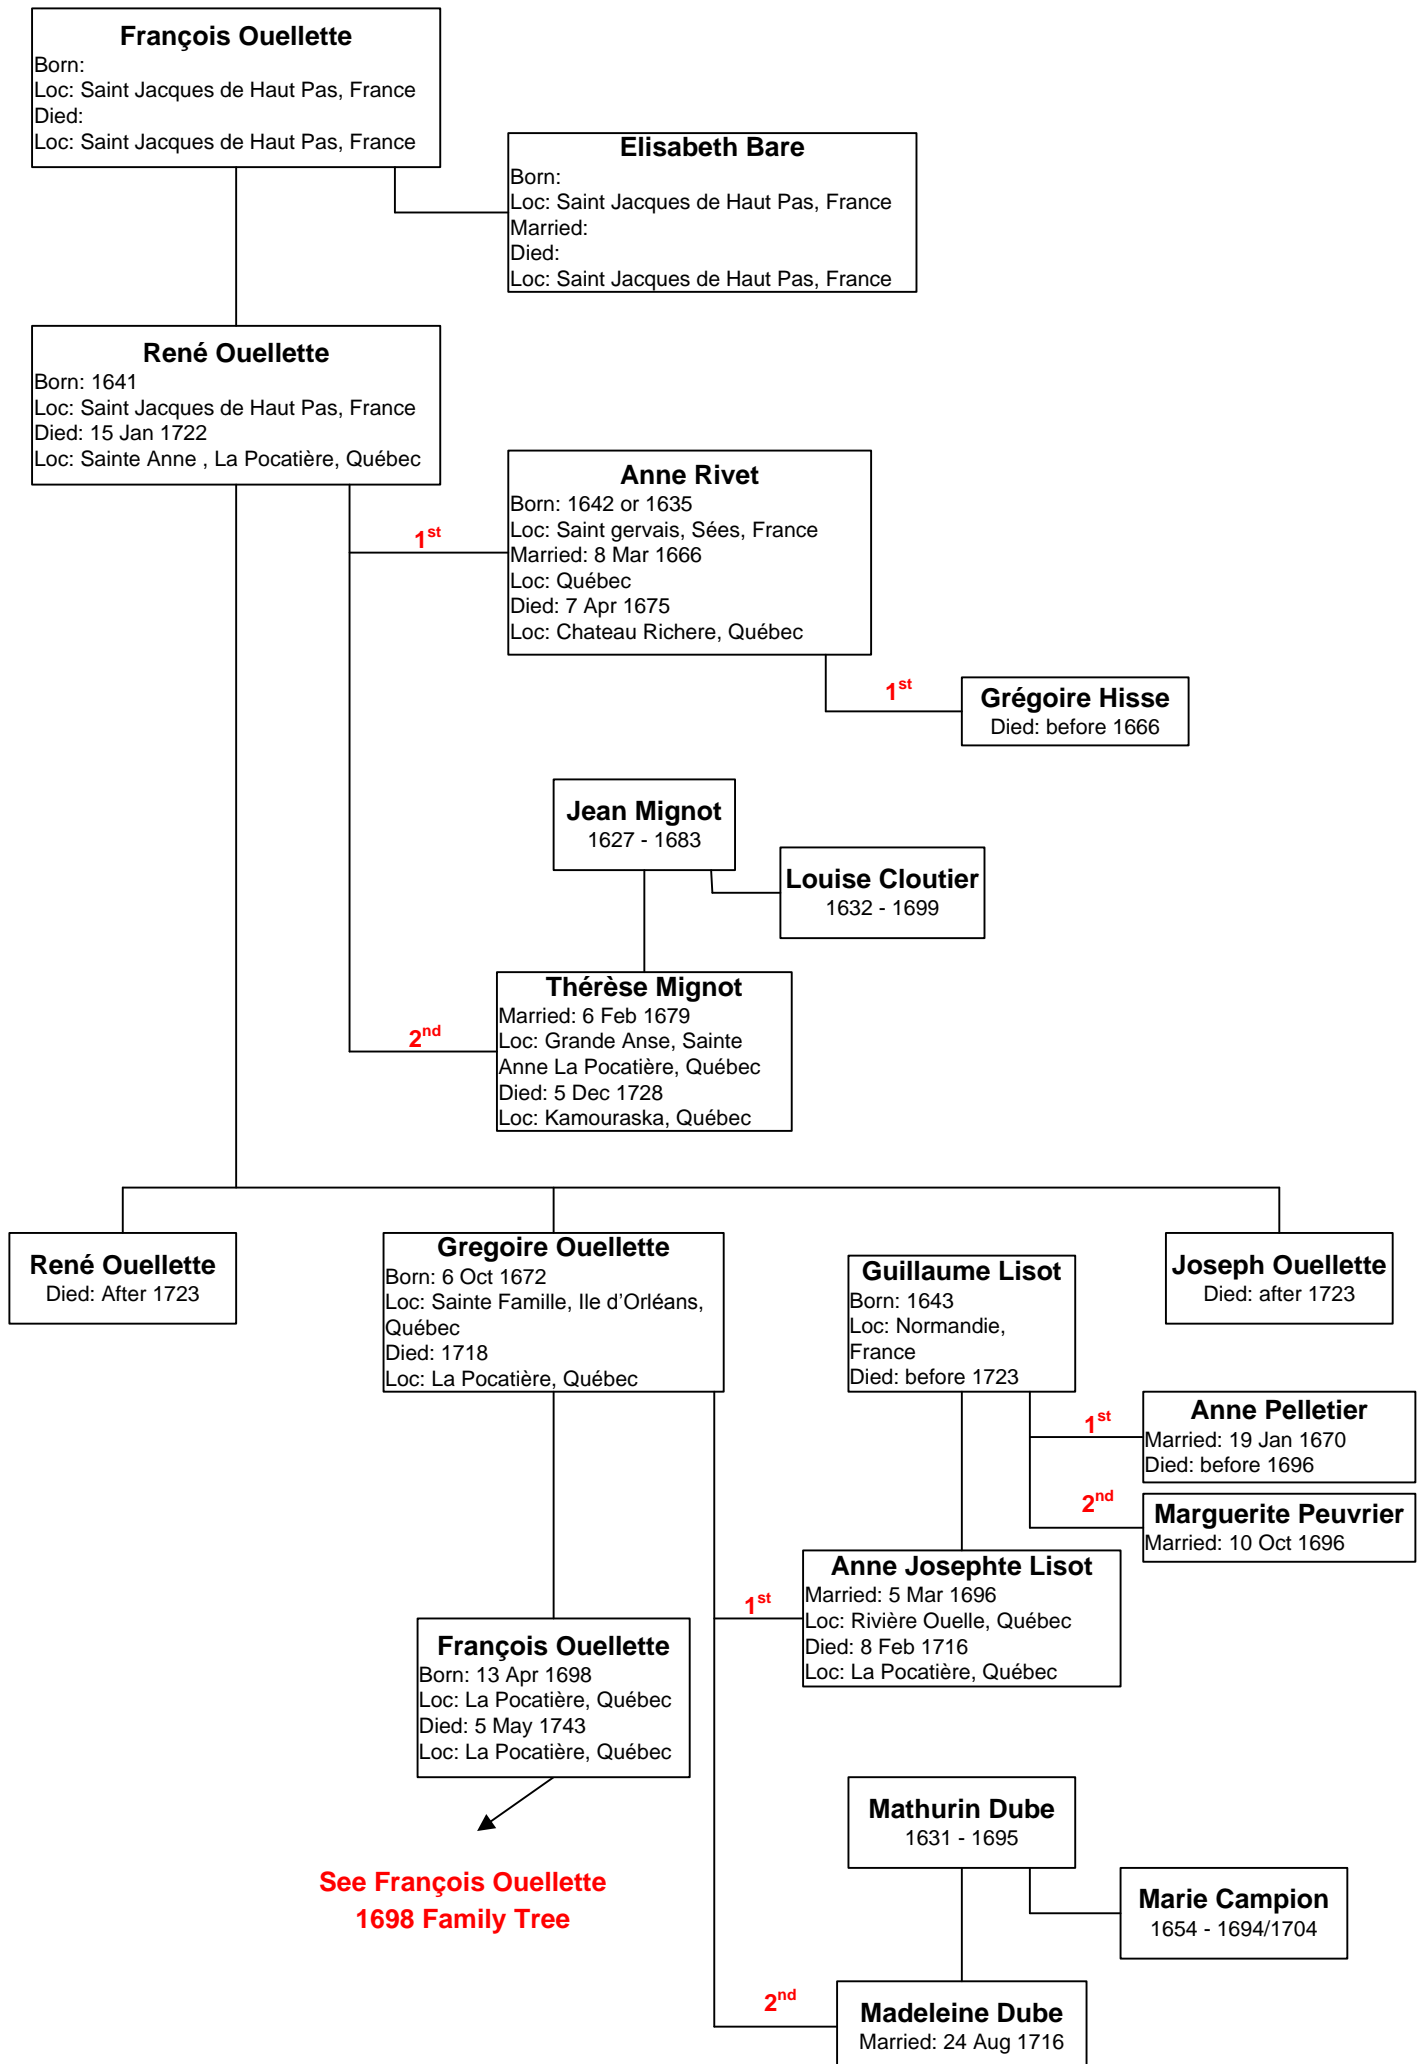 François Ouellette
Born:
Loc: Saint Jacques de Haut Pas, France
Died:
Loc: Saint Jacques de Haut Pas, France
Elisabeth Bare
Born:
Loc: Saint Jacques de Haut Pas, France
Married:
Died:
Loc: Saint Jacques de Haut Pas, France
René Ouellette
Born: 1641
Loc: Saint Jacques de Haut Pas, France
Died: 15 Jan 1722
Loc: Sainte Anne , La Pocatière, Québec
1st
Anne Rivet
Born: 1642 or 1635
Loc: Saint gervais, Sées, France
Married: 8 Mar 1666
Loc: Québec
Died: 7 Apr 1675
Loc: Chateau Richere, Québec
1st
Grégoire Hisse
Died: before 1666
Jean Mignot
1627 - 1683
Louise Cloutier
1632 - 1699
2nd
Thérèse Mignot
Married: 6 Feb 1679
Loc: Grande Anse, Sainte
Anne La Pocatière, Québec
Died: 5 Dec 1728
Loc: Kamouraska, Québec
René Ouellette
Died: After 1723
Gregoire Ouellette
Born: 6 Oct 1672
Loc: Sainte Famille, Ile d'Orléans,
Québec
Died: 1718
Loc: La Pocatière, Québec
Guillaume Lisot
Born: 1643
Loc: Normandie,
France
Died: before 1723
Joseph Ouellette
Died: after 1723
1st
Anne Pelletier
Married: 19 Jan 1670
Died: before 1696
2nd
Marguerite Peuvrier
Married: 10 Oct 1696
1st
Anne Josephte Lisot
Married: 5 Mar 1696
Loc: Rivière Ouelle, Québec
Died: 8 Feb 1716
Loc: La Pocatière, Québec
François Ouellette
Born: 13 Apr 1698
Loc: La Pocatière, Québec
Died: 5 May 1743
Loc: La Pocatière, Québec
See François Ouellette
1698 Family Tree
Mathurin Dube
1631 - 1695
Marie Campion
1654 - 1694/1704
2nd
Madeleine Dube
Married: 24 Aug 1716